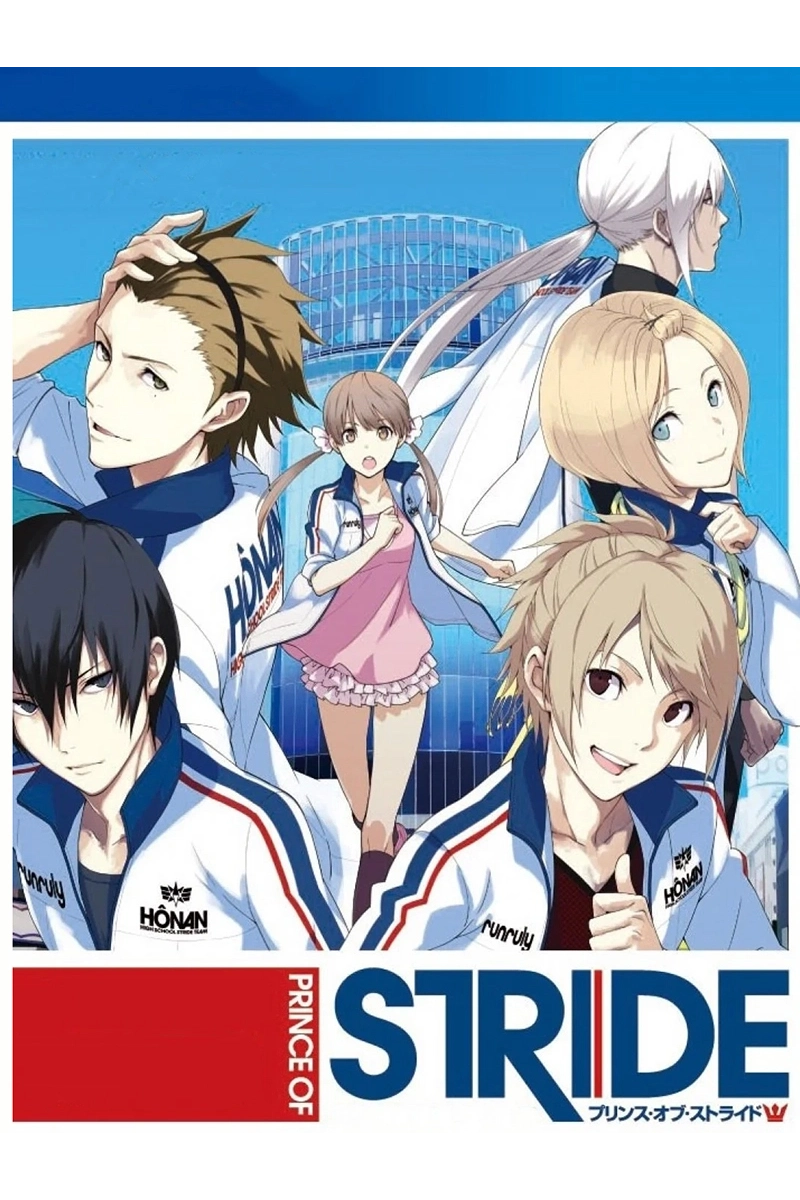 HÔNAN
HÔNAN
runruly
HÔNAN
HIGH SCHOOL STRIDE TEAM
runruly
HÔNAN
PRINCE OF
STRIDE
プリンス・オブ・ストライド